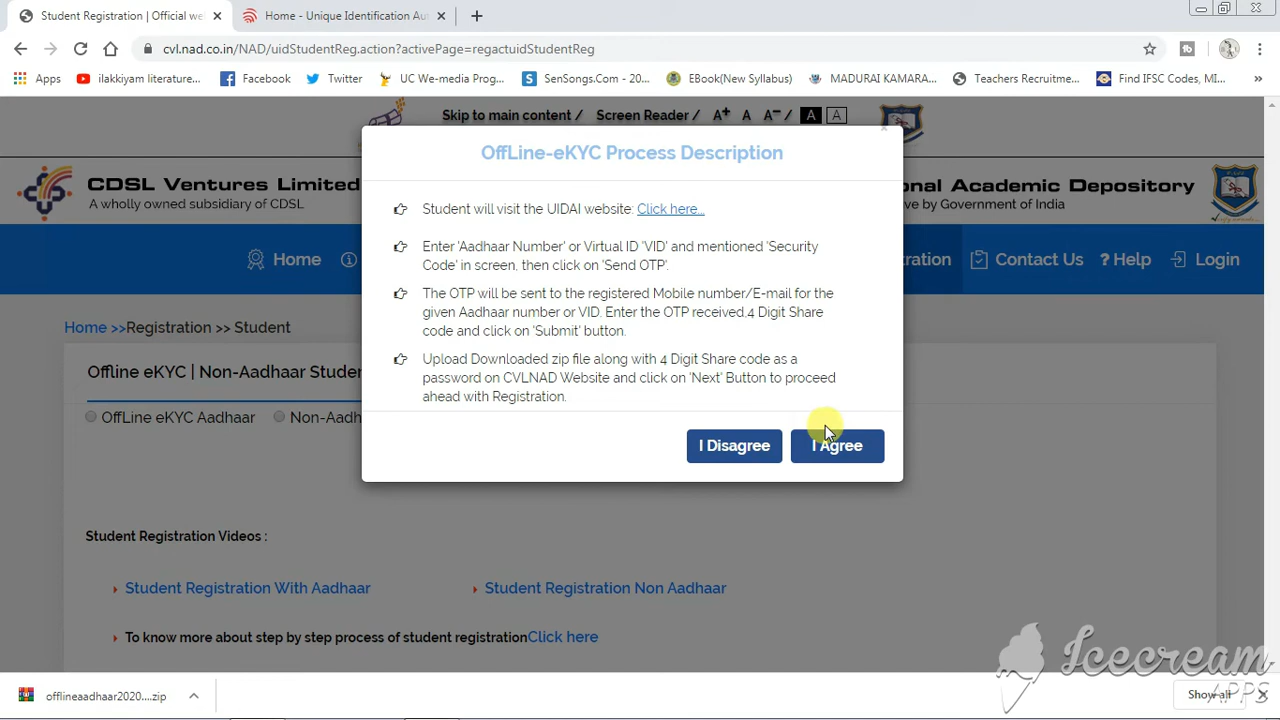 Student Registration | Official we
Home - Unique Identification Aut
cvl.nad.co.in/NAD/uidStudentReg.action?activePage=regactuidStudentReg
Apps
ilakkiyam literature...
Facebook
Twitter
UC We-media Prog...
SenSongs.Com - 20...
EBook(New Syllabus)
MADURAI KAMARA...
Teachers Recruitme...
Find IFSC Codes, MI...
Skip to main content / Screen Reader / A+ A A- / A A
OffLine-eKYC Process Description
CDSL Ventures Limited
A wholly owned subsidiary of CDSL
onal Academic Depository
ve by Government of India
Student will visit the UIDAI website: Click here...
Enter 'Aadhaar Number' or Virtual ID 'VID' and mentioned 'Security
Code' in screen, then click on 'Send OTP'.
Home
ration
Contact Us
? Help
Login
The OTP will be sent to the registered Mobile number/E-mail for the
given Aadhaar number or VID. Enter the OTP received,4 Digit Share
code and click on 'Submit' button.
Home >>Registration >> Student
Upload Downloaded zip file along with 4 Digit Share code as a
password on CVLNAD Website and click on 'Next' Button to proceed
ahead with Registration.
Offline eKYC | Non-Aadhaar Studen
OffLine eKYC Aadhaar
Non-Aadh
I Disagree
I Agree
Student Registration Videos :
Student Registration With Aadhaar
Student Registration Non Aadhaar
To know more about step by step process of student registrationClick here
Icecream
APPS
offlineaadhaar2020....zip
Show all